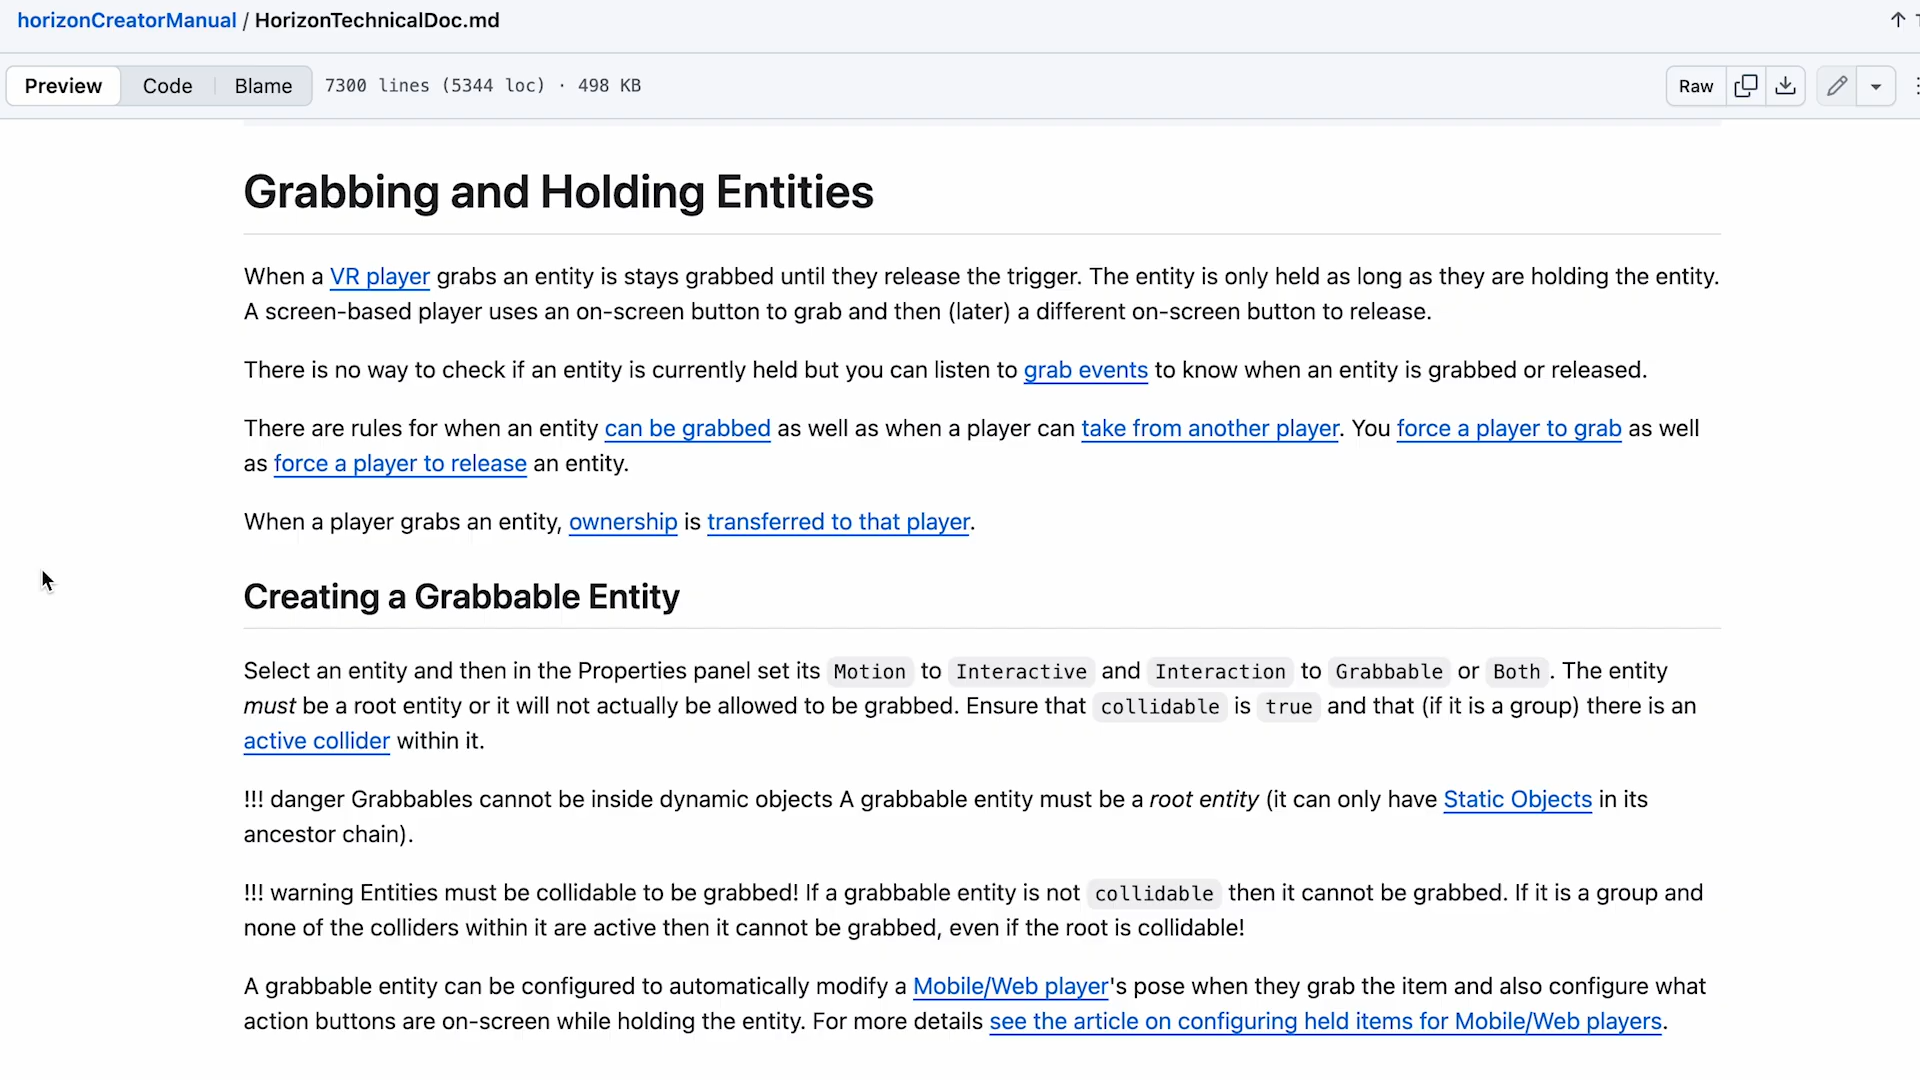 horizonCreatorManual / HorizonTechnicalDoc.md
Preview Code Blame 7300 lines (5344 loc) · 498 KB Raw
Grabbing and Holding Entities
When a VR player grabs an entity is stays grabbed until they release the trigger. The entity is only held as long as they are holding the entity.
A screen-based player uses an on-screen button to grab and then (later) a different on-screen button to release.
There is no way to check if an entity is currently held but you can listen to grab events to know when an entity is grabbed or released.
There are rules for when an entity can be grabbed as well as when a player can take from another player. You force a player to grab as well
as force a player to release an entity.
When a player grabs an entity, ownership is transferred to that player.
Creating a Grabbable Entity
Select an entity and then in the Properties panel set its Motion to Interactive and Interaction to Grabbable or Both . The entity
must be a root entity or it will not actually be allowed to be grabbed. Ensure that collidable is true and that (if it is a group) there is an
active collider within it.
!!! danger Grabbables cannot be inside dynamic objects A grabbable entity must be a root entity (it can only have Static Objects in its
ancestor chain).
!!! warning Entities must be collidable to be grabbed! If a grabbable entity is not collidable then it cannot be grabbed. If it is a group and
none of the colliders within it are active then it cannot be grabbed, even if the root is collidable!
A grabbable entity can be configured to automatically modify a Mobile/Web player's pose when they grab the item and also configure what
action buttons are on-screen while holding the entity. For more details see the article on configuring held items for Mobile/Web players.